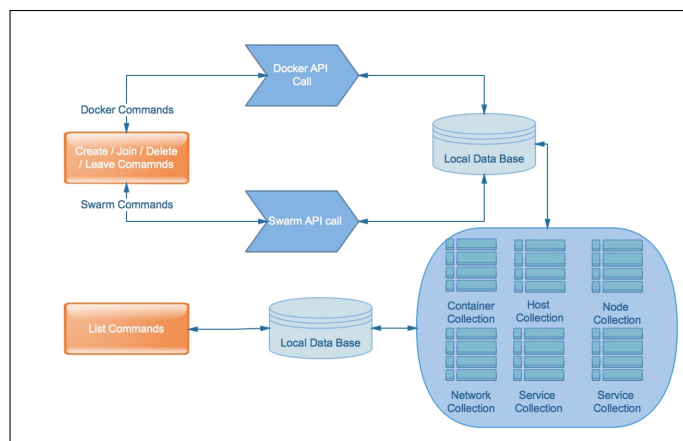 Docker API
Call
Docker Commands
Create / Join / Delete
/ Leave Comamnds
Local Data Base
Swarm Commands
Swarm API call
Container
Collection
Host
Collection
Node
Collection
List Commands
Local Data Base
Network
Collection
Service
Collection
Service
Collection